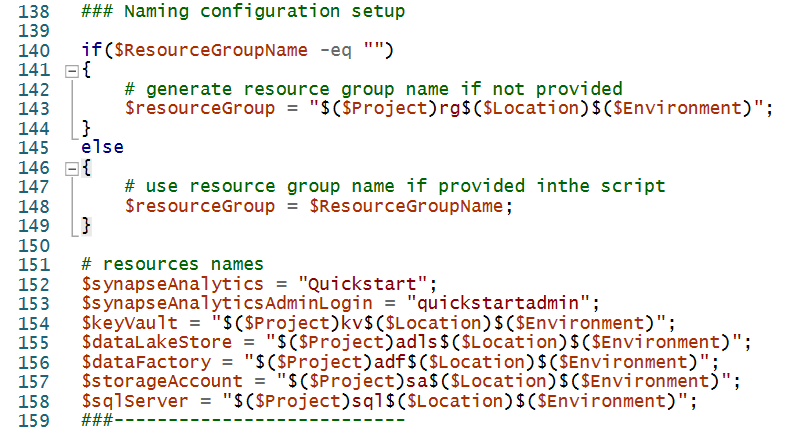 138 ### Naming configuration setup
139
140 if($ResourceGroupName -eq "")
141 {
142 # generate resource group name if not provided
143 $resourceGroup = "$($Project)rg$($Location)$($Environment)";
144 }
145 else
146 {
147 # use resource group name if provided inthe script
148 $resourceGroup = $ResourceGroupName;
149 }
150
151 # resources names
152 $synapseAnalytics = "Quickstart";
153 $synapseAnalyticsAdminLogin = "quickstartadmin";
154 $keyVault = "$($Project)kv$($Location)$($Environment)";
155 $dataLakeStore = "$($Project)adls$($Location)$($Environment)";
156 $dataFactory = "$($Project)adf$($Location)$($Environment)";
157 $storageAccount = "$($Project)sa$($Location)$($Environment)";
158 $sqlServer = "$($Project)sql$($Location)$($Environment)";
159 ###---------------------------